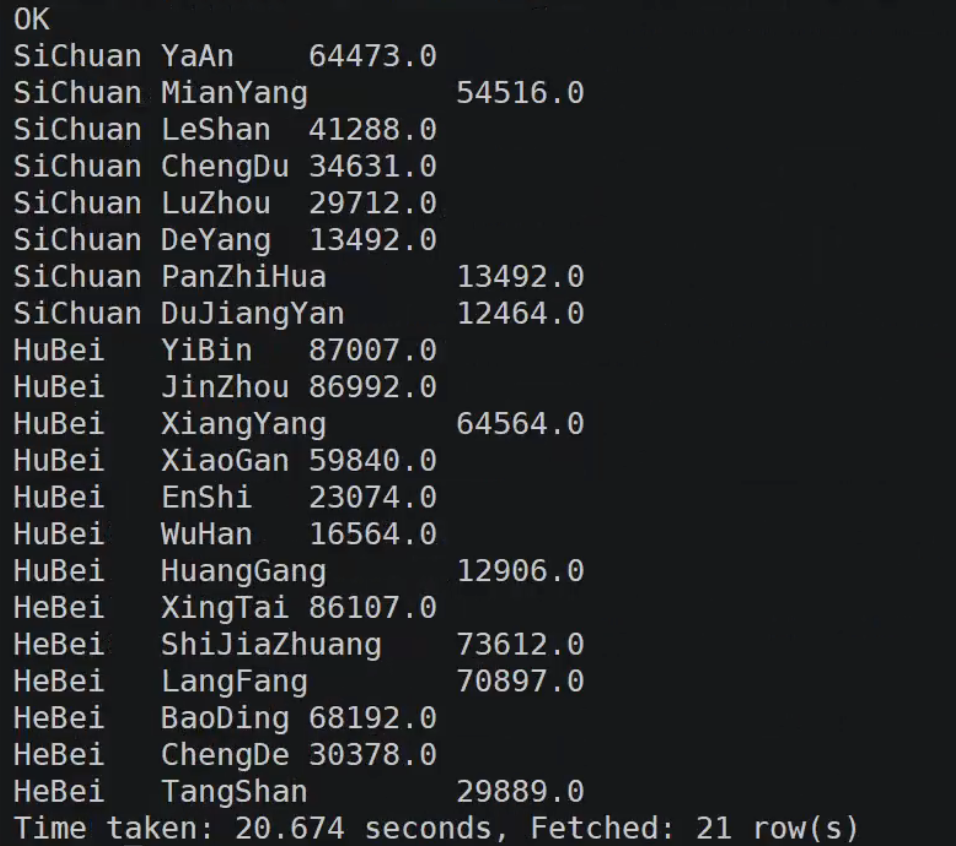 OK
SiChuan YaAn    64473.0
SiChuan MianYang        54516.0
SiChuan LeShan  41288.0
SiChuan ChengDu 34631.0
SiChuan LuZhou  29712.0
SiChuan DeYang  13492.0
SiChuan PanZhiHua       13492.0
SiChuan DuJiangYan      12464.0
HuBei   YiBin   87007.0
HuBei   JinZhou 86992.0
HuBei   XiangYang       64564.0
HuBei   XiaoGan 59840.0
HuBei   EnShi   23074.0
HuBei   WuHan   16564.0
HuBei   HuangGang       12906.0
HeBei   XingTai 86107.0
HeBei   ShiJiaZhuang    73612.0
HeBei   LangFang        70897.0
HeBei   BaoDing 68192.0
HeBei   ChengDe 30378.0
HeBei   TangShan        29889.0
Time taken: 20.674 seconds, Fetched: 21 row(s)